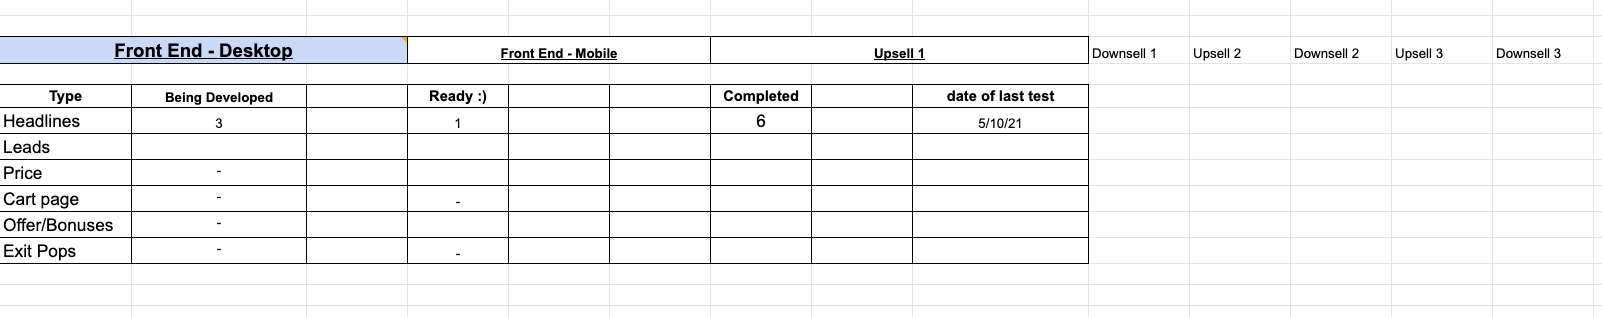 Front End - Desktop Front End - Mobile Upsell 1 Downsell 1 Upsell 2 Downsell 2 Upsell 3 Downsell 3
Type Being Developed Ready :) Completed date of last test
Headlines 3 1 6 5/10/21
Leads
Price -
Cart page - -
Offer/Bonuses -
Exit Pops - -